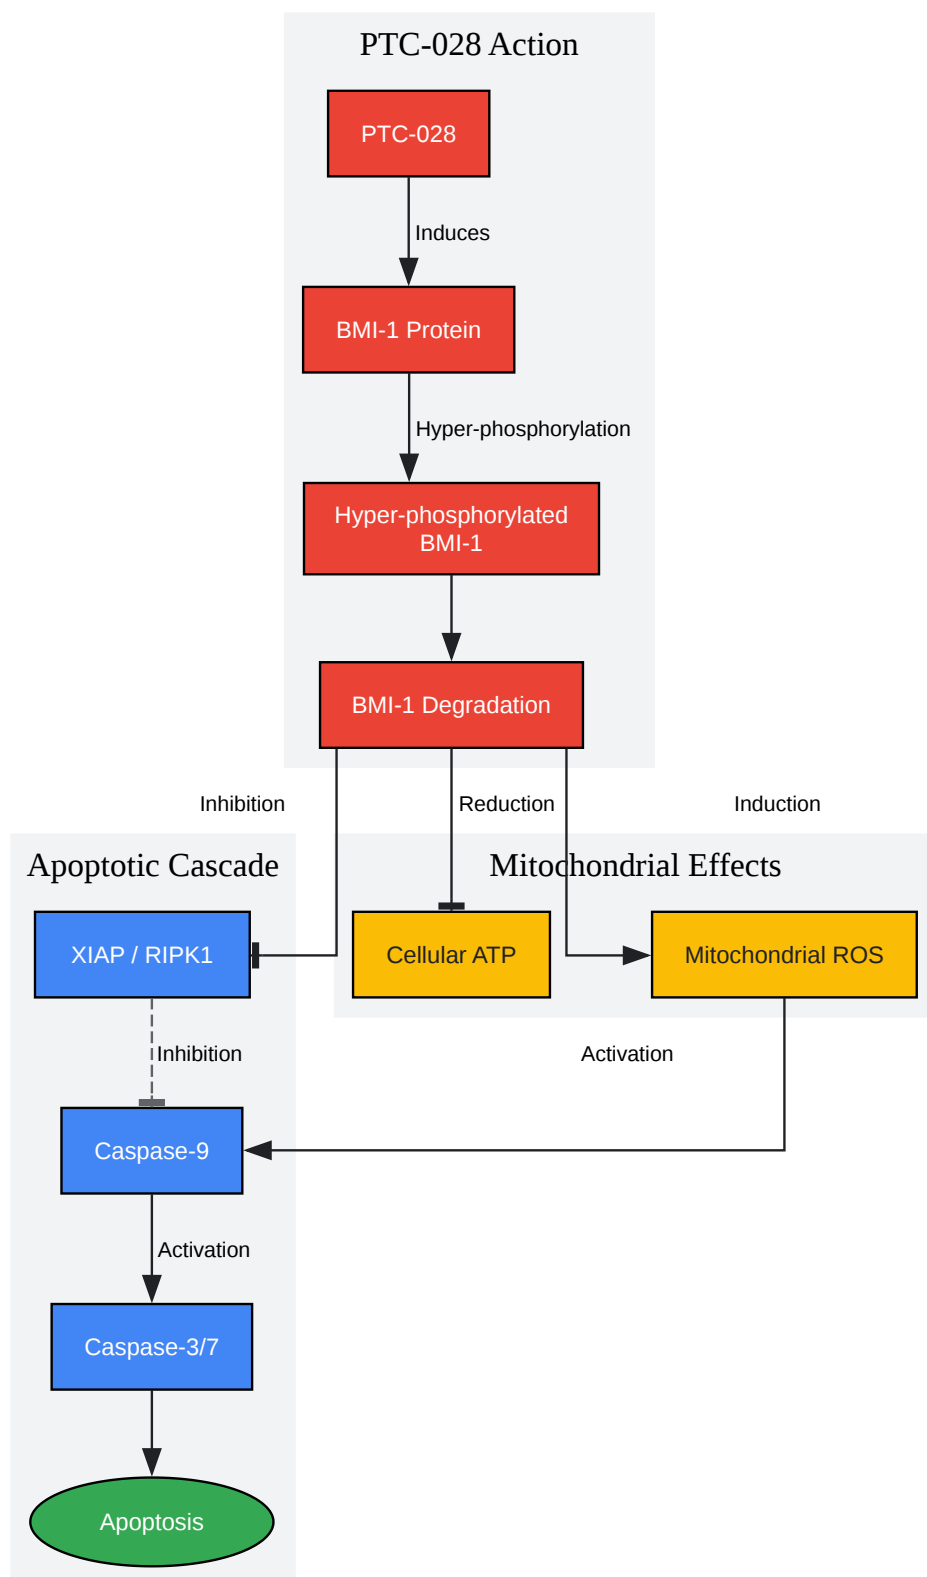 PTC-028 Action
PTC-028
Induces
BMI-1 Protein
Hyper-phosphorylation
Hyper-phosphorylated
BMI-1
BMI-1 Degradation
Inhibition
Reduction
Induction
Apoptotic Cascade
Mitochondrial Effects
XIAP / RIPK1
Cellular ATP
Mitochondrial ROS
Inhibition
Activation
Caspase-9
Activation
Caspase-3/7
Apoptosis